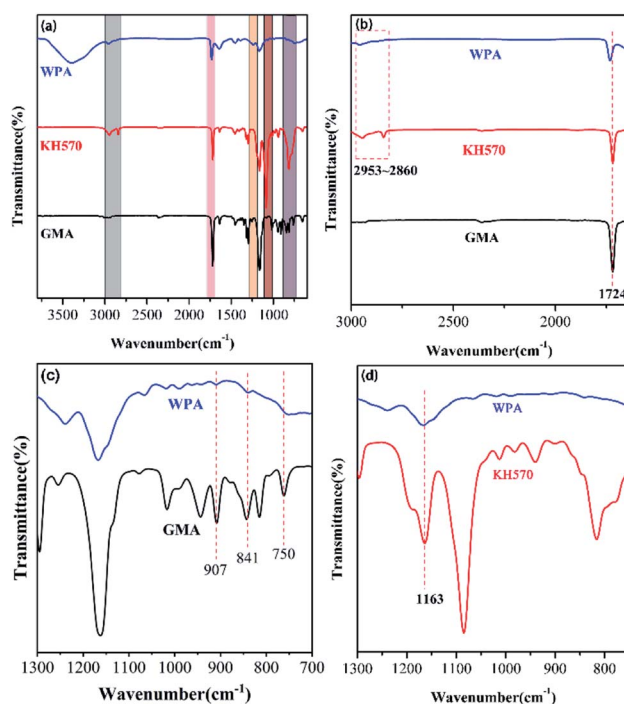 (a)
WPA
KH570
GMA
Transmittance(%)
3500 3000 2500 2000 1500 1000
Wavenumber(cm-1)
(b)
WPA
KH570
2953~2860
GMA
1724
Transmittance(%)
3000 2500 2000
Wavenumber(cm-1)
(c)
WPA
GMA
907
841
750
Transmittance(%)
1300 1200 1100 1000 900 800 700
Wavenumber(cm-1)
(d)
WPA
KH570
1163
Transmittance(%)
1300 1200 1100 1000 900 800
Wavenumber(cm-1)